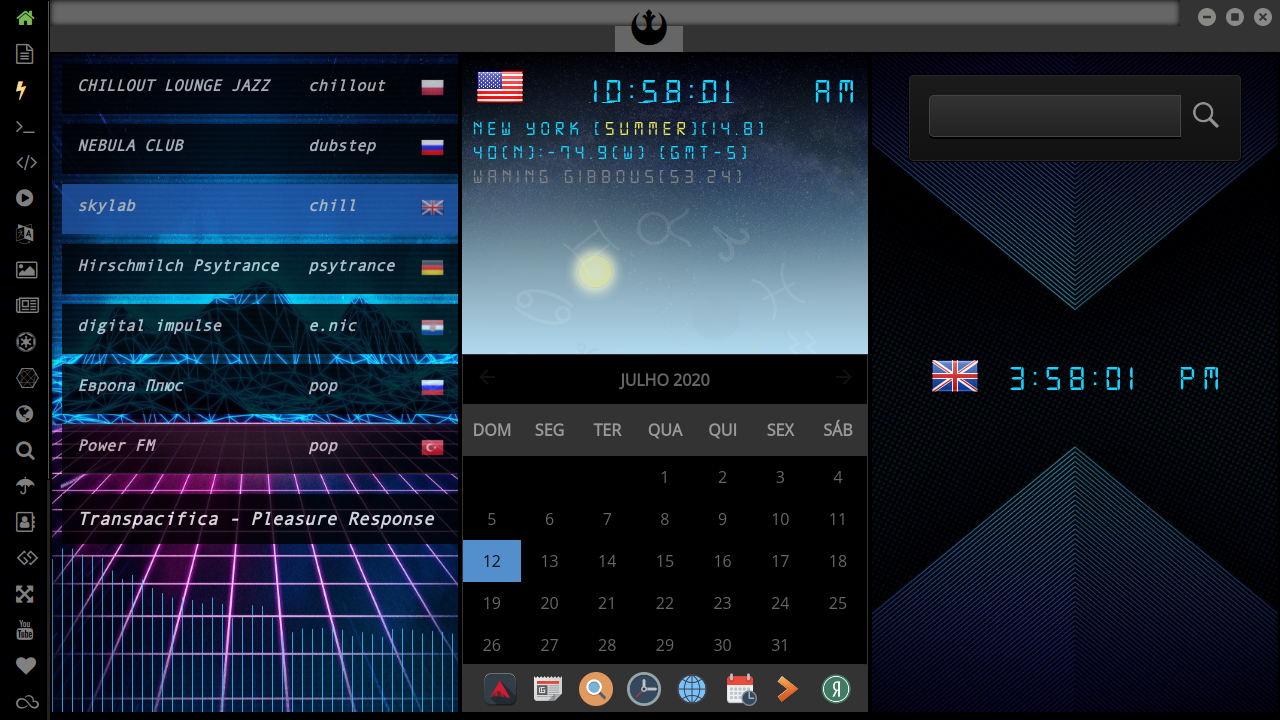 CHILLOUT LOUNGE JAZZ chillout
NEBULA CLUB dubstep
skylab chill
Hirschmilch Psytrance psytrance
digital impulse e.nic
Европа Плюс pop
Power FM pop
Transpacifica - Pleasure Response
10:58:01 AM
NEW YORK (SUMMER)(14.8)
40(N):-74.9(W) (GMT-5)
WANING GIBBOUS(53.24)
JULHO 2020
DOM SEG TER QUA QUI SEX SÁB
1 2 3 4
5 6 7 8 9 10 11
12 13 14 15 16 17 18
19 20 21 22 23 24 25
26 27 28 29 30 31
3:58:01 PM
You
Tube
Я